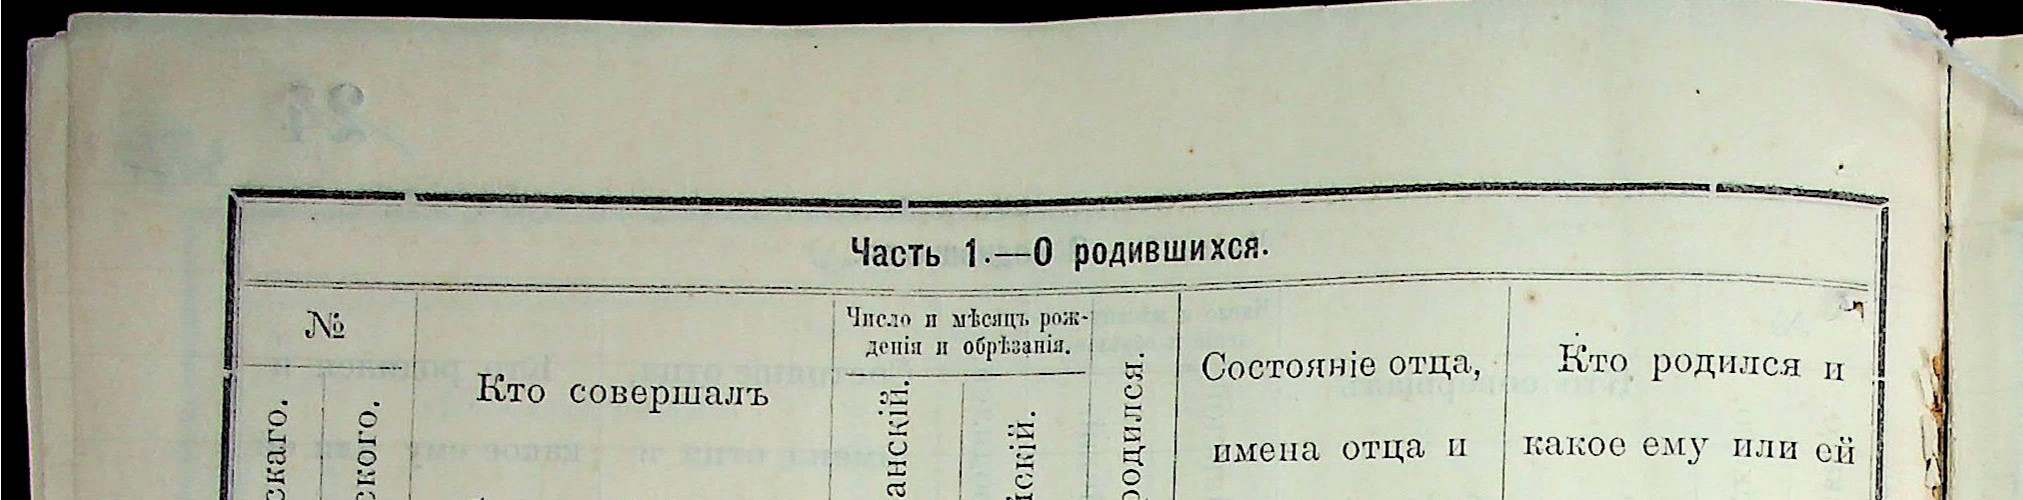 Часть 1.—О родившихся.
№
Число и мѣсяцъ рож-
денія и обрѣзанія.
Кто совершалъ
Состояніе отца,
имена отца и
Кто родился и
какое ему или ей
скаго.
ского.
анскій.
йскій.
родился.